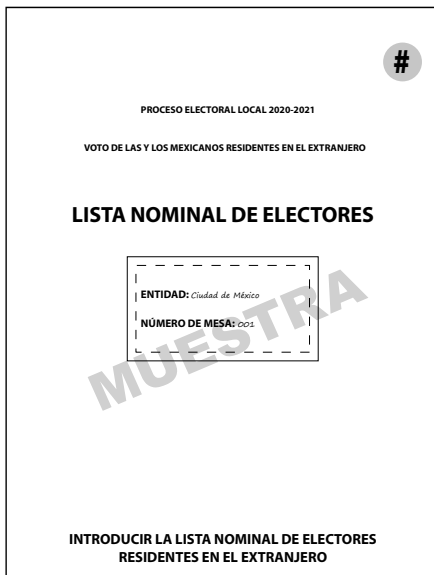 #
PROCESO ELECTORAL LOCAL 2020-2021
VOTO DE LAS Y LOS MEXICANOS RESIDENTES EN EL EXTRANJERO
LISTA NOMINAL DE ELECTORES
ENTIDAD: Ciudad de México
NÚMERO DE MESA: 001
MUESTRA
INTRODUCIR LA LISTA NOMINAL DE ELECTORES
RESIDENTES EN EL EXTRANJERO